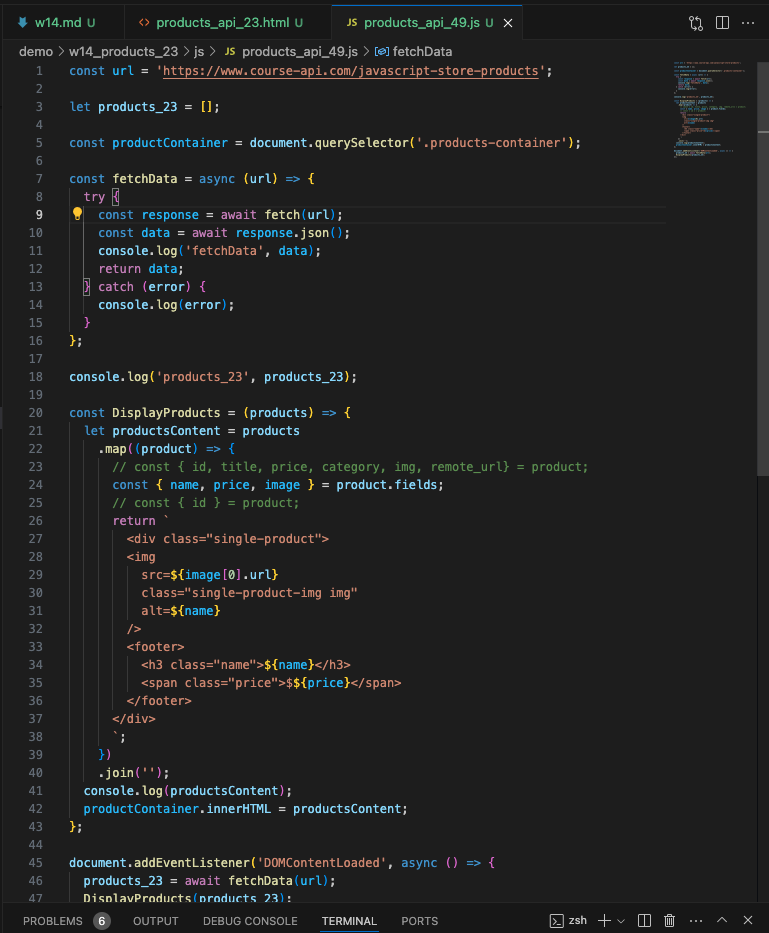 w14.md U
products_api_23.html U
JS products_api_49.js U
demo > w14_products_23 > js > JS products_api_49.js > fetchData
1 const url = 'https://www.course-api.com/javascript-store-products';
2
3 let products_23 = [];
4
5 const productContainer = document.querySelector('.products-container');
6
7 const fetchData = async (url) => {
8 try {
9 const response = await fetch(url);
10 const data = await response.json();
11 console.log('fetchData', data);
12 return data;
13 } catch (error) {
14 console.log(error);
15 }
16 };
17
18 console.log('products_23', products_23);
19
20 const DisplayProducts = (products) => {
21 let productsContent = products
22 .map((product) => {
23 // const { id, title, price, category, img, remote_url} = product;
24 const { name, price, image } = product.fields;
25 // const { id } = product;
26 return `
27 <div class="single-product">
28 <img
29 src=${image[0].url}
30 class="single-product-img img"
31 alt=${name}
32 />
33 <footer>
34 <h3 class="name">${name}</h3>
35 <span class="price">$${price}</span>
36 </footer>
37 </div>
38 `;
39 })
40 .join('');
41 console.log(productsContent);
42 productContainer.innerHTML = productsContent;
43 };
44
45 document.addEventListener('DOMContentLoaded', async () => {
46 products_23 = await fetchData(url);
47 DisplayProducts(products_23);
PROBLEMS 6 OUTPUT DEBUG CONSOLE TERMINAL PORTS zsh